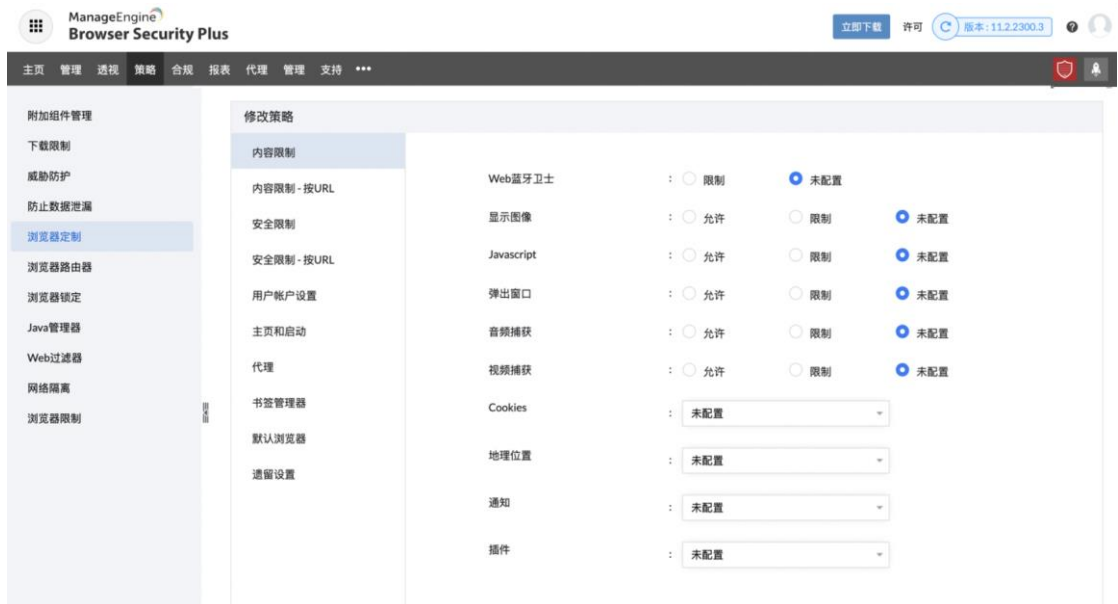 ManageEngine
Browser Security Plus
立即下载 许可 版本: 11.2.2300.3
主页 管理 透视 策略 合规 报表 代理 管理 支持 •••
附加组件管理
下载限制
威胁防护
防止数据泄漏
浏览器定制
浏览器路由器
浏览器锁定
Java管理器
Web过滤器
网络隔离
浏览器限制
修改策略
内容限制
内容限制 - 按URL
安全限制
安全限制 - 按URL
用户帐户设置
主页和启动
代理
书签管理器
默认浏览器
遗留设置
Web蓝牙卫士 : 限制 未配置
显示图像 : 允许 限制 未配置
Javascript : 允许 限制 未配置
弹出窗口 : 允许 限制 未配置
音频捕获 : 允许 限制 未配置
视频捕获 : 允许 限制 未配置
Cookies : 未配置
地理位置 : 未配置
通知 : 未配置
插件 : 未配置